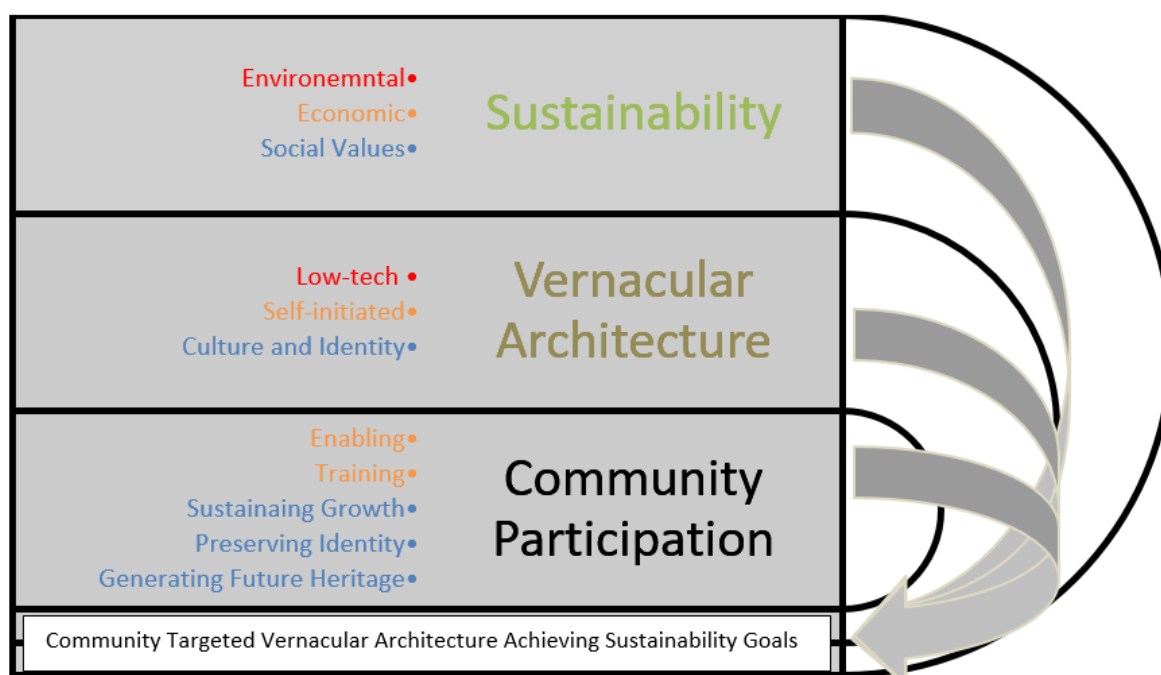 Environemntal•
Economic•
Social Values•
Sustainability
Low-tech •
Self-initiated•
Culture and Identity•
Vernacular
Architecture
Enabling•
Training•
Sustainaing Growth•
Preserving Identity•
Generating Future Heritage•
Community
Participation
Community Targeted Vernacular Architecture Achieving Sustainability Goals